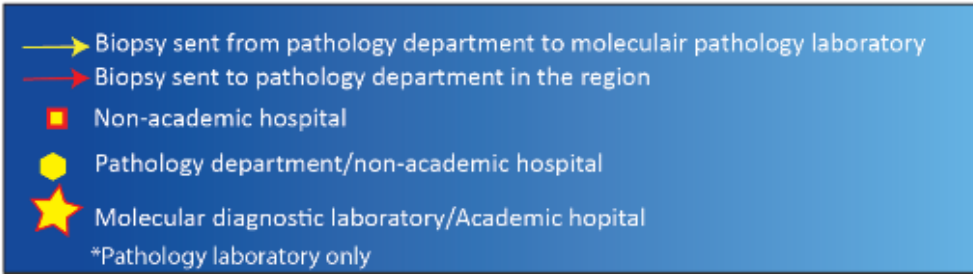 Biopsy sent from pathology department to moleculair pathology laboratory
Biopsy sent to pathology department in the region
Non-academic hospital
Pathology department/non-academic hospital
Molecular diagnostic laboratory/Academic hopital
*Pathology laboratory only